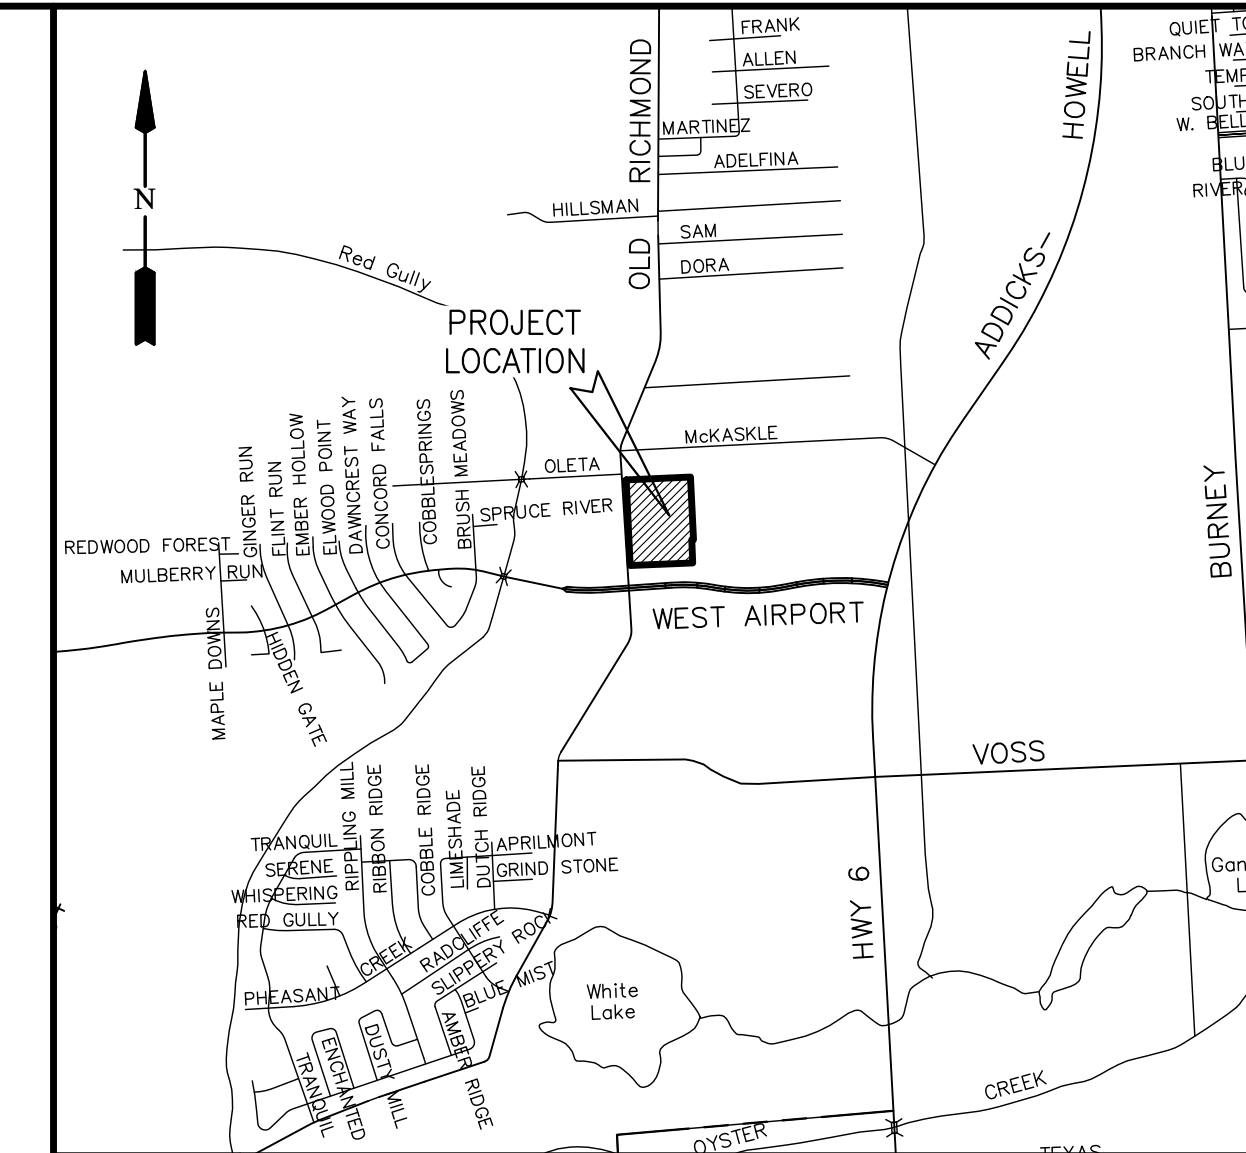 FRANK
ALLEN
SEVERO
MARTINEZ
ADELFINA
HILLSMAN
SAM
DORA
OLD RICHMOND
HOWELL
ADDICKS—
QUIET
BRANCH
W.
N
Red Gully
PROJECT
LOCATION
McKASKLE
OLETA
SPRUCE RIVER
BRUSH MEADOWS
COBBLESPRINGS
CONCORD FALLS
DAWNCREST WAY
ELWOOD POINT
EMBER HOLLOW
FLINT RUN
GINGER RUN
REDWOOD FOREST
MULBERRY RUN
MAPLE DOWNS
HIDDEN GATE
WEST AIRPORT
BURNEY
VOSS
HWY 6
RIPPLING MILL
RIBBON RIDGE
COBBLE RIDGE
LIMESHADE
DUTCH RIDGE
APRILMONT
GRIND STONE
TRANQUIL
SERENE
WHISPERING
RED GULLY
PHEASANT CREEK
RADCLIFFE
SLIPPERY ROCK
BLUE MIST
AMBER RIDGE
DUSTY MILL
ENCHANTED
TRANQUIL
White
Lake
OYSTER CREEK
TEXAS